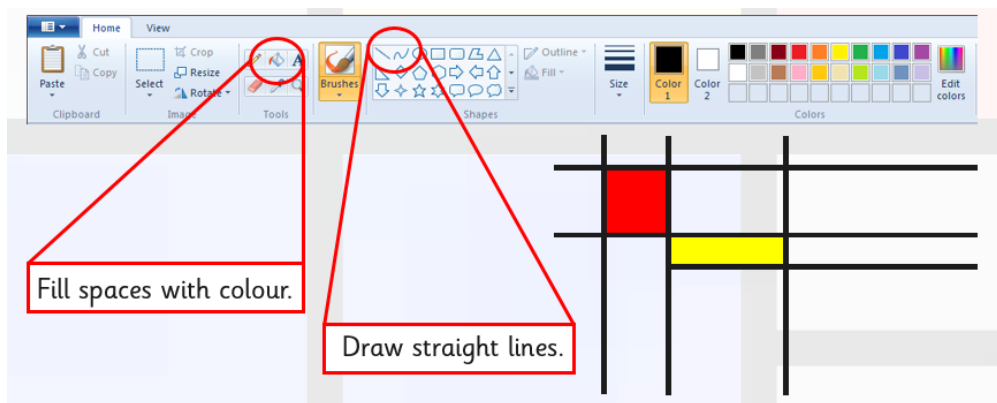 Home View
Cut
Copy
Paste
Clipboard
Select
Crop
Resize
Rotate
Image
A
Tools
Brushes
Outline
Fill
Shapes
Size
Color 1
Color 2
Edit colors
Colors
Fill spaces with colour.
Draw straight lines.